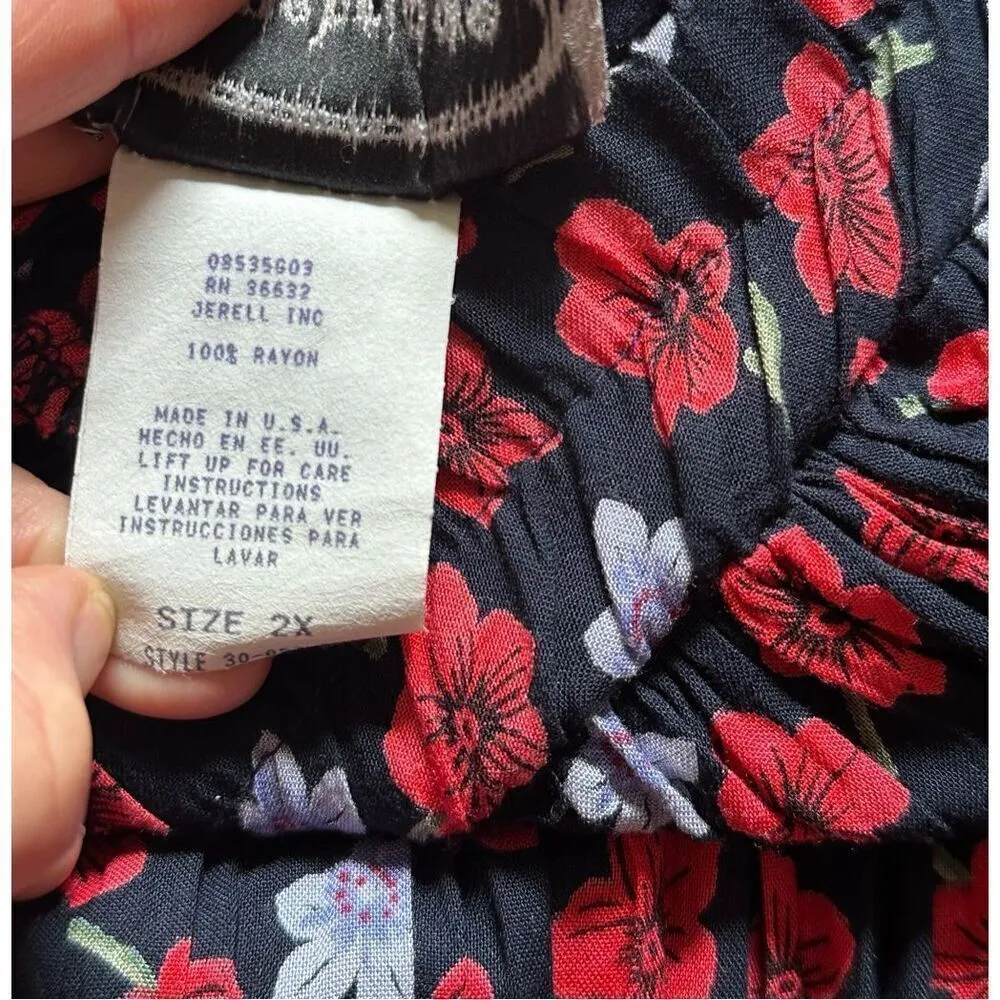 08535G03
RN 36632
JERELL INC
100% RAYON
MADE IN U.S.A.
HECHO EN EE. UU.
LIFT UP FOR CARE
INSTRUCTIONS
LEVANTAR PARA VER
INSTRUCCIONES PARA
LAVAR
SIZE 2X
STYLE